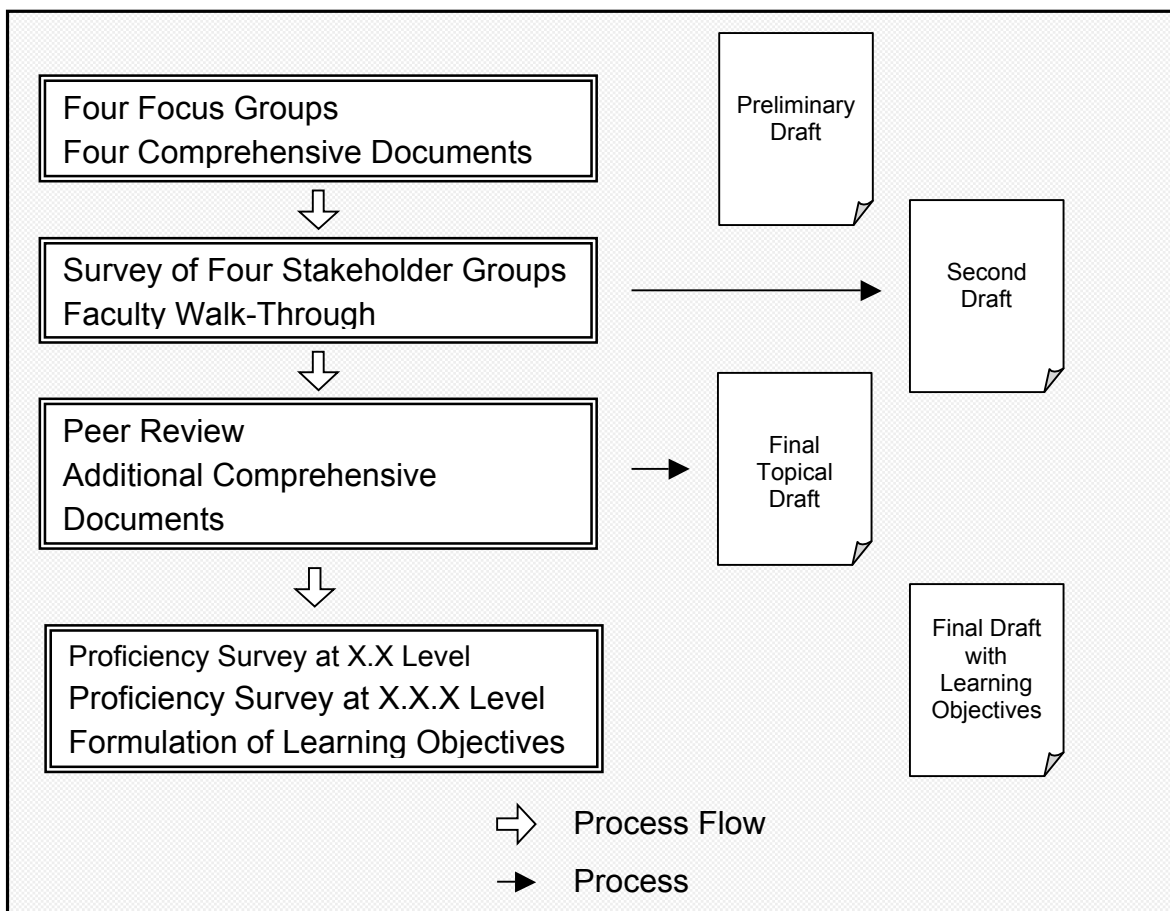 Four Focus Groups
Four Comprehensive Documents
Preliminary
Draft
Survey of Four Stakeholder Groups
Faculty Walk-Through
Second
Draft
Peer Review
Additional Comprehensive
Documents
Final
Topical
Draft
Proficiency Survey at X.X Level
Proficiency Survey at X.X.X Level
Formulation of Learning Objectives
Final Draft
with
Learning
Objectives
Process Flow
Process